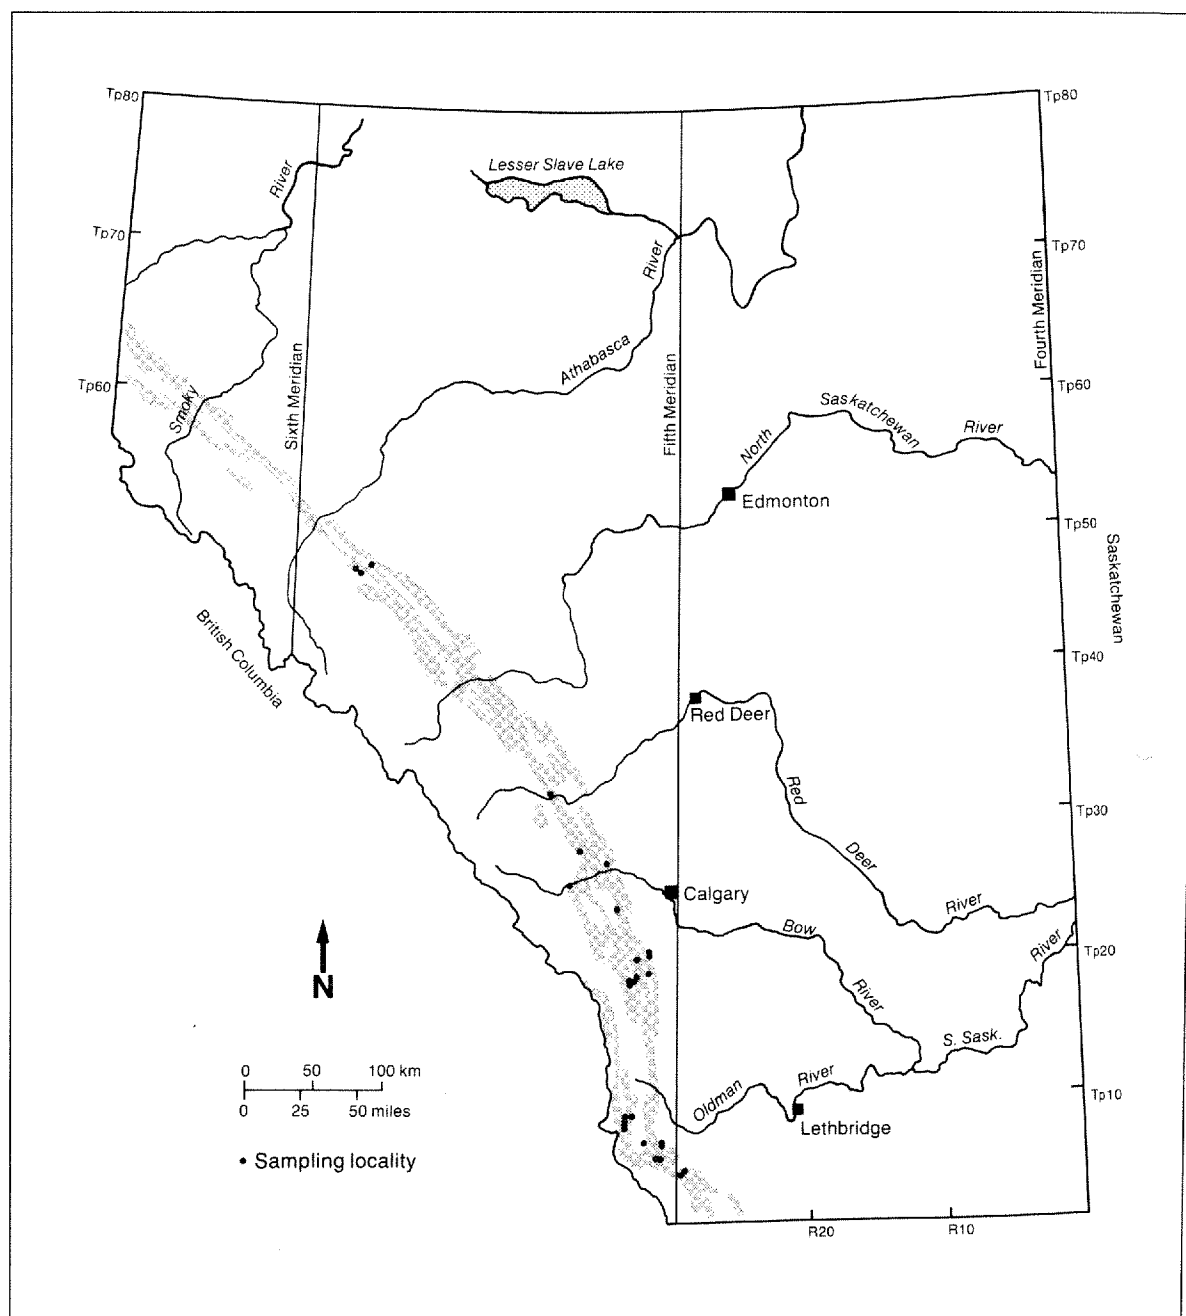 Tp80
Tp80
River
Lesser Slave Lake
Tp70
River
Tp70
Fourth Meridian
Sixth Meridian
Athabasca
Fifth Meridian
Tp60
Smoky
Tp60
Saskatchewan
North
River
Edmonton
Tp50
Saskatchewan
British Columbia
Tp40
Red Deer
Red
Tp30
Deer
Calgary
River
Bow
River
Tp20
N
River
S. Sask.
0 50 100 km
0 25 50 miles
Oldman
River
Tp10
Lethbridge
Sampling locality
R20
R10